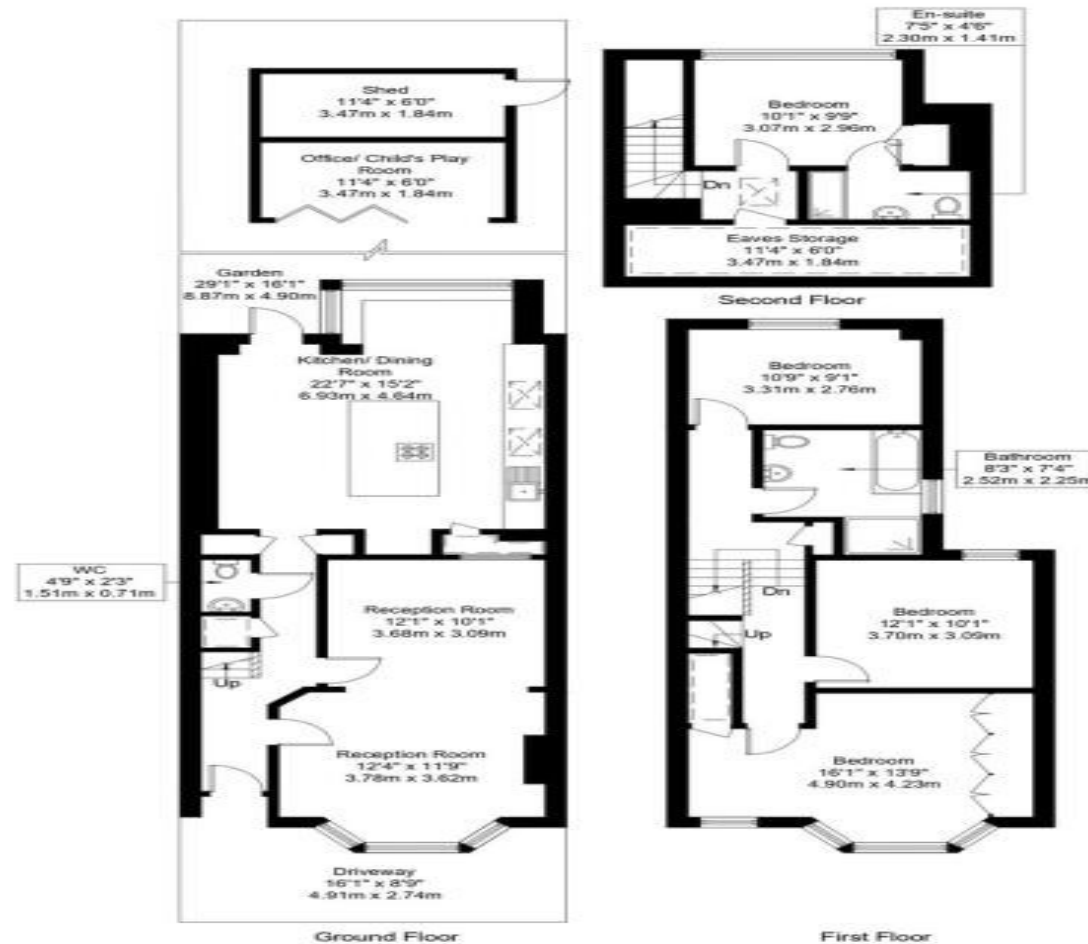 En-suite
7'5" x 4'6"
2.30m x 1.41m
Shed
11'4" x 6'0"
3.47m x 1.84m
Office/ Child's Play
Room
11'4" x 6'0"
3.47m x 1.84m
Garden
29'1" x 16'1"
8.87m x 4.90m
Kitchen/ Dining
Room
22'7" x 15'2"
6.93m x 4.64m
WC
4'9" x 2'3"
1.51m x 0.71m
Reception Room
12'1" x 10'1"
3.68m x 3.09m
Up
Reception Room
12'4" x 11'9"
3.78m x 3.62m
Driveway
16'1" x 8'9"
4.91m x 2.74m
Ground Floor
Bedroom
10'1" x 9'9"
3.07m x 2.96m
Dn
Eaves Storage
11'4" x 6'0"
3.47m x 1.84m
Second Floor
Bedroom
10'9" x 9'1"
3.31m x 2.76m
Bathroom
8'3" x 7'4"
2.52m x 2.25m
Dn
Up
Bedroom
12'1" x 10'1"
3.70m x 3.09m
Bedroom
16'1" x 13'9"
4.90m x 4.23m
First Floor